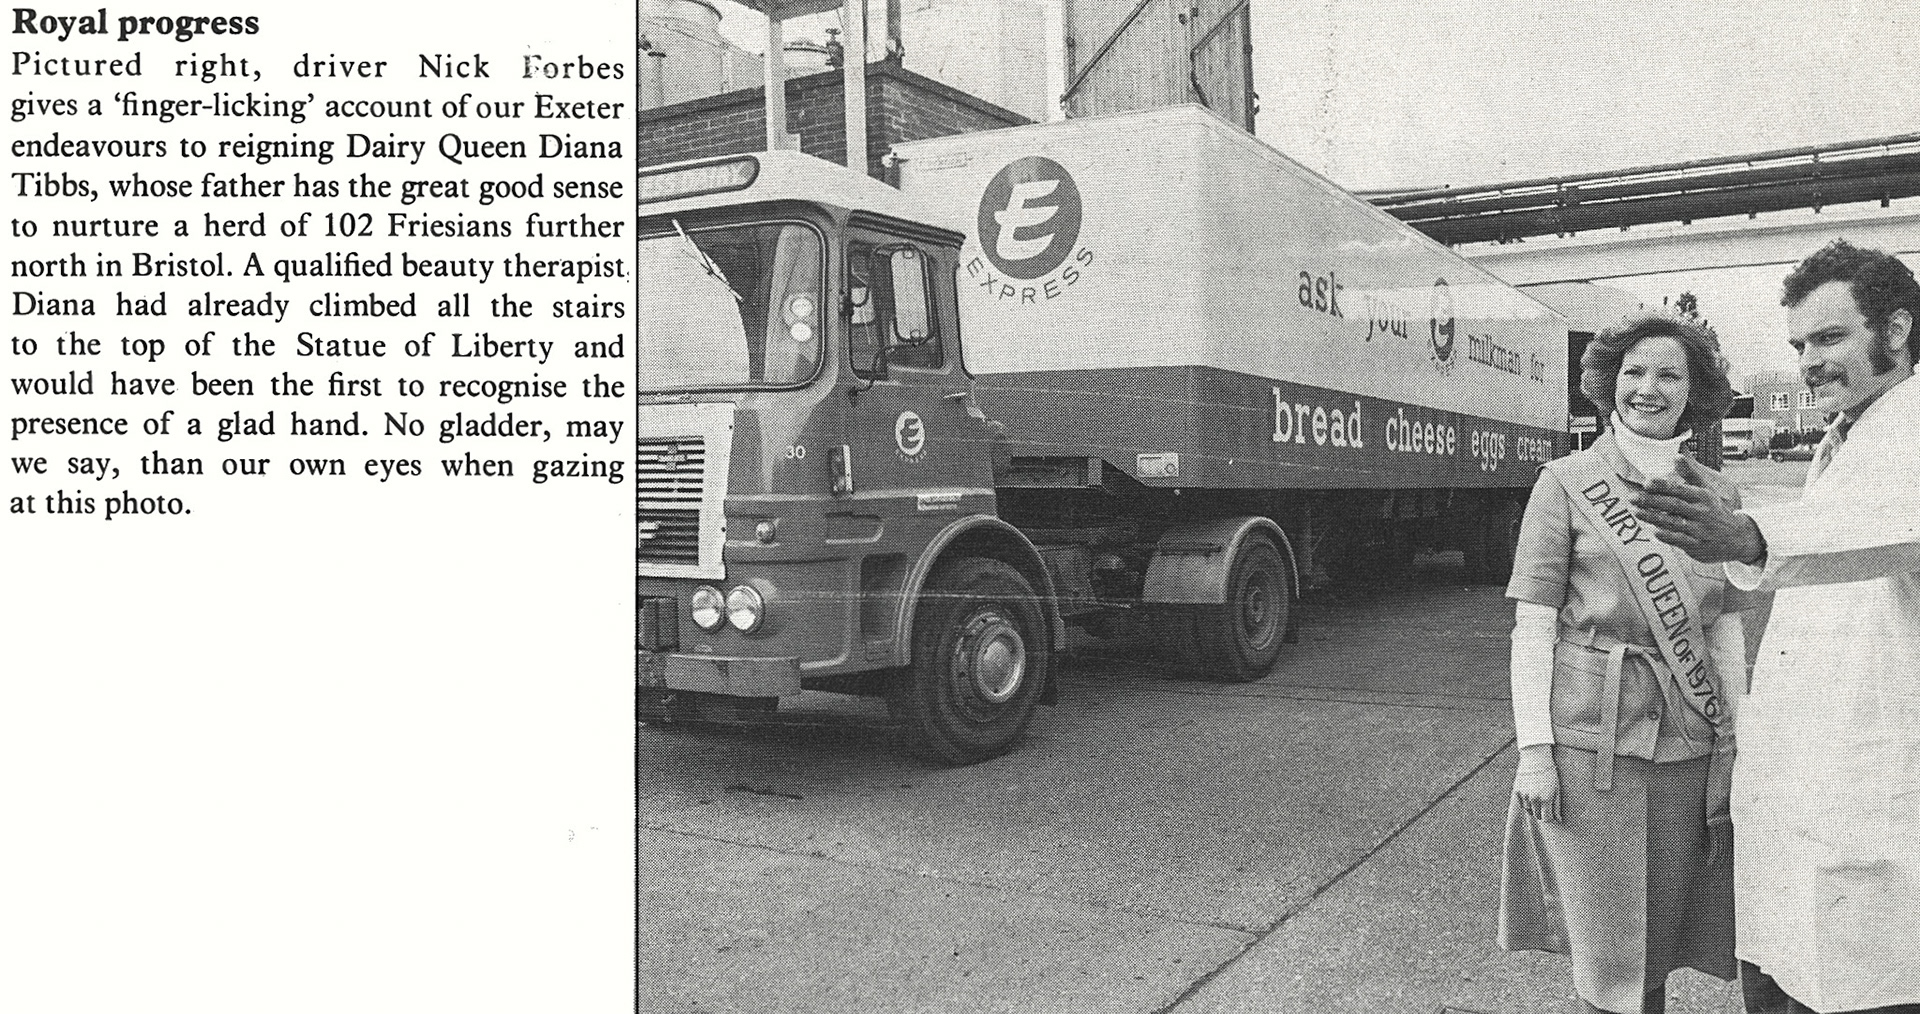 Royal progress
Pictured right, driver Nick Forbes
gives a ‘finger-licking’ account of our Exeter
endeavours to reigning Dairy Queen Diana
Tibbs, whose father has the great good sense
to nurture a herd of 102 Friesians further
north in Bristol. A qualified beauty therapist,
Diana had already climbed all the stairs
to the top of the Statue of Liberty and
would have been the first to recognise the
presence of a glad hand. No gladder, may
we say, than our own eyes when gazing
at this photo.
E
EXPRESS
ask your E milkman for
bread cheese eggs cream
30
E
DAIRY QUEEN OF 1976